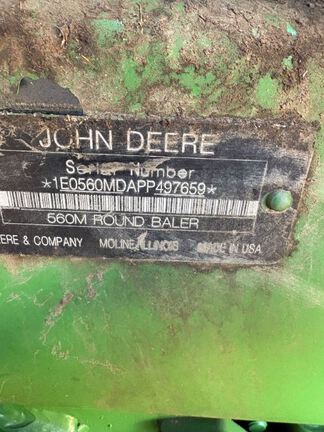 JOHN DEERE
Serial Number
*1E0560MDAPP497659*
560M ROUND BALER
ERE & COMPANY MOLINE, ILLINOIS MADE IN USA